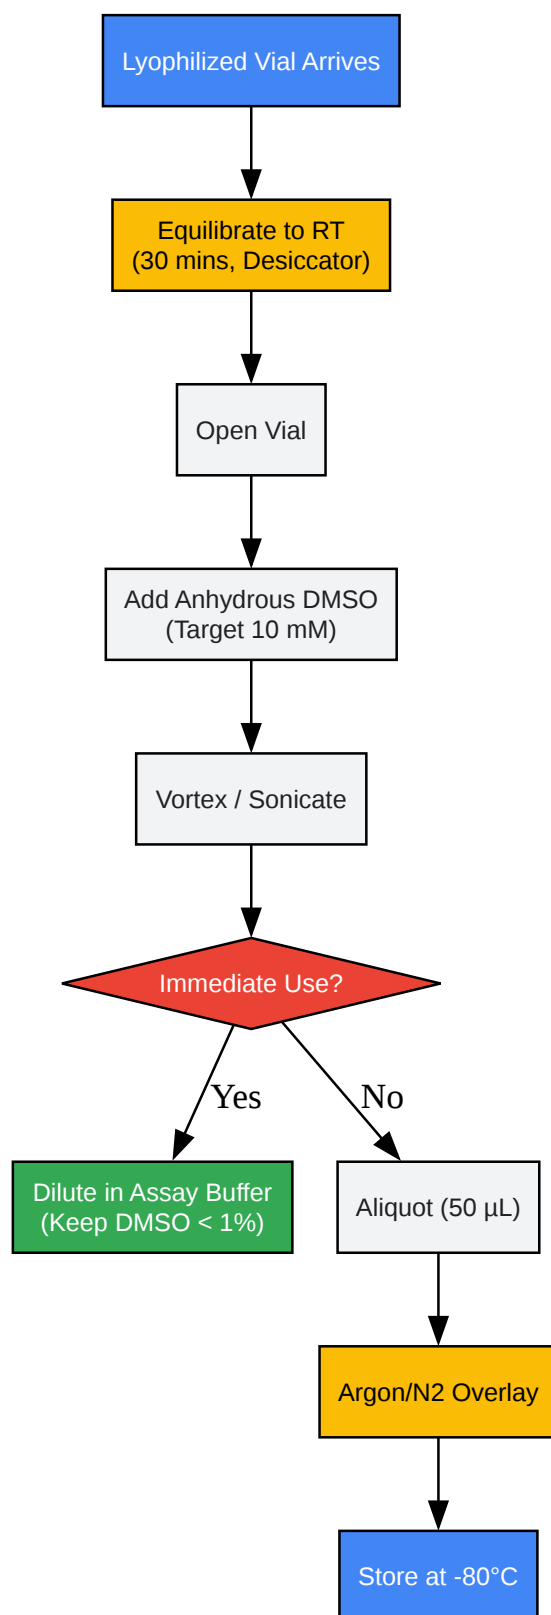 Lyophilized Vial Arrives
Equilibrate to RT
(30 mins, Desiccator)
Open Vial
Add Anhydrous DMSO
(Target 10 mM)
Vortex / Sonicate
Immediate Use?
Yes
No
Dilute in Assay Buffer
(Keep DMSO < 1%)
Aliquot (50 µL)
Argon/N2 Overlay
Store at -80°C